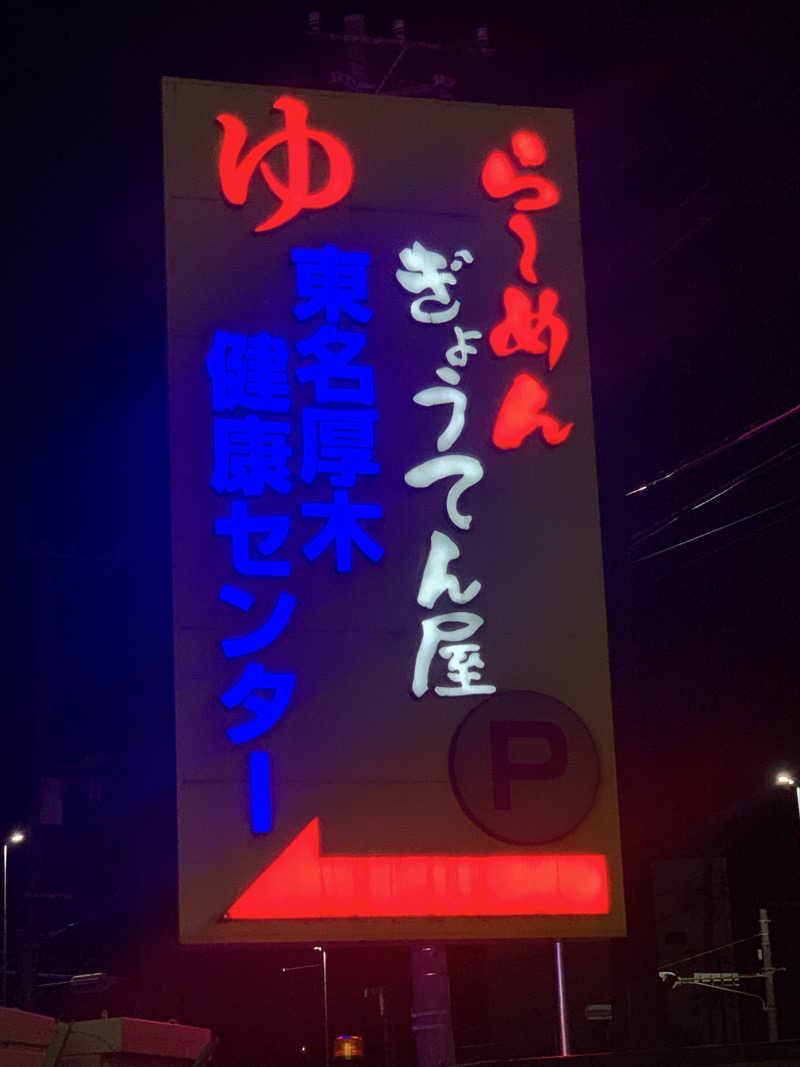 らーめん
ぎょうてん屋
ゆ
東名厚木
健康センター
P